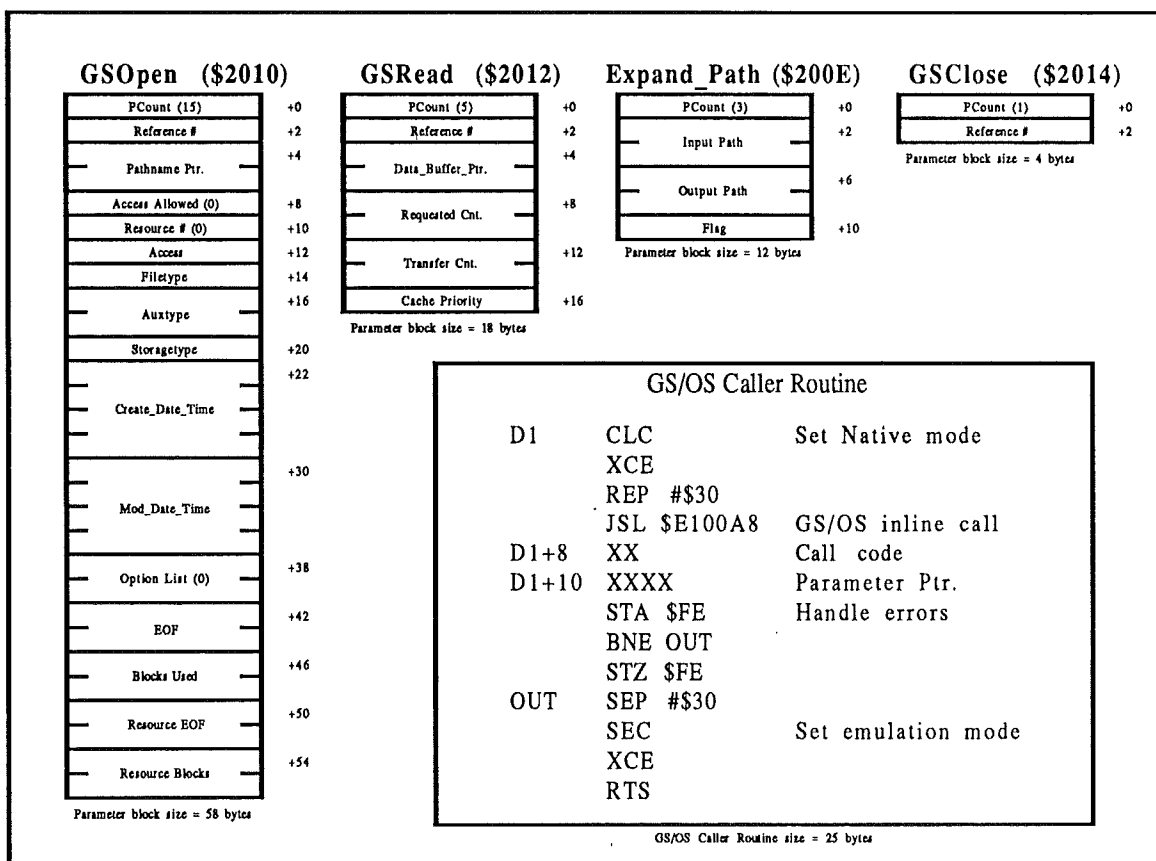 GSOpen ($2010)
PCount (15) +0
Reference # +2
Pathname Ptr. +4
Access Allowed (0) +8
Resource # (0) +10
Access +12
Filetype +14
Auxtype +16
Storagetype +20
Create_Date_Time +22
Mod_Date_Time +30
Option List (0) +38
EOF +42
Blocks Used +46
Resource EOF +50
Resource Blocks +54
Parameter block size = 58 bytes
GSRead ($2012)
PCount (5) +0
Reference # +2
Data_Buffer_Ptr. +4
Requested Cnt. +8
Transfer Cnt. +12
Cache Priority +16
Parameter block size = 18 bytes
Expand_Path ($200E)
PCount (3) +0
Input Path +2
Output Path +6
Flag +10
Parameter block size = 12 bytes
GSClose ($2014)
PCount (1) +0
Reference # +2
Parameter block size = 4 bytes
GS/OS Caller Routine
D1 CLC Set Native mode
XCE
REP #$30
JSL $E100A8 GS/OS inline call
D1+8 XX Call code
D1+10 XXXX Parameter Ptr.
STA $FE Handle errors
BNE OUT
STZ $FE
OUT SEP #$30
SEC Set emulation mode
XCE
RTS
GS/OS Caller Routine size = 25 bytes